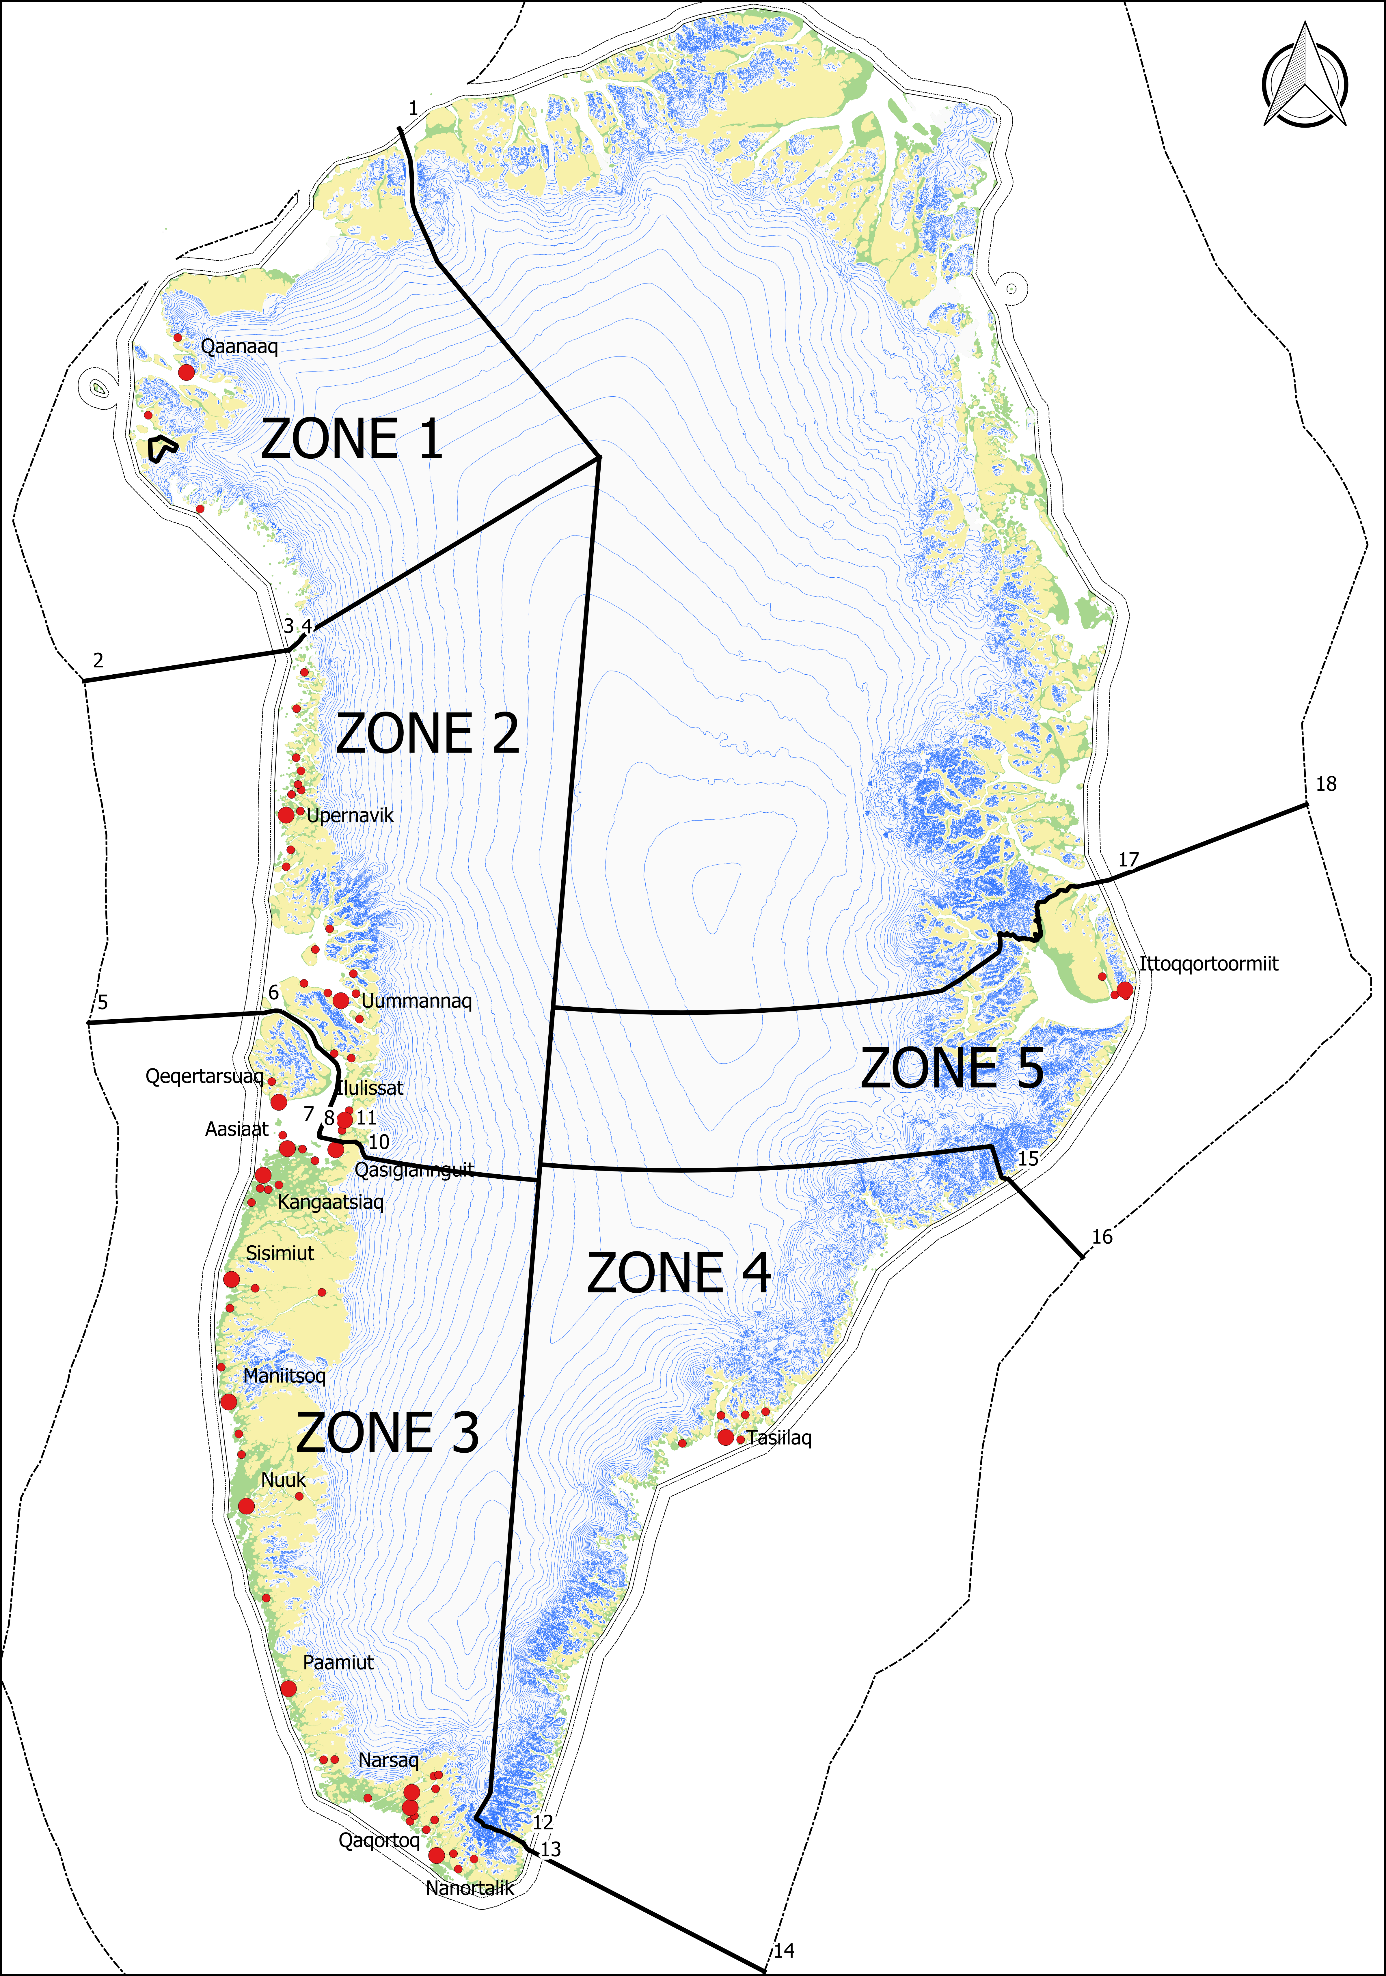 1
Qaanaaq
ZONE 1
3 4
2
ZONE 2
18
Upernavik
17
Ittoqqortoormiit
6
5
Uummannaq
ZONE 5
Qeqertarsuaq
Ilulissat
7 8 11
Aasiaat
10
Qasigiannguit
15
Kangaatsiaq
16
Sisimiut
ZONE 4
Maniitsoq
ZONE 3
Tasiilaq
Nuuk
Paamiut
Narsaq
12
Qaqortoq
13
Nanortalik
14